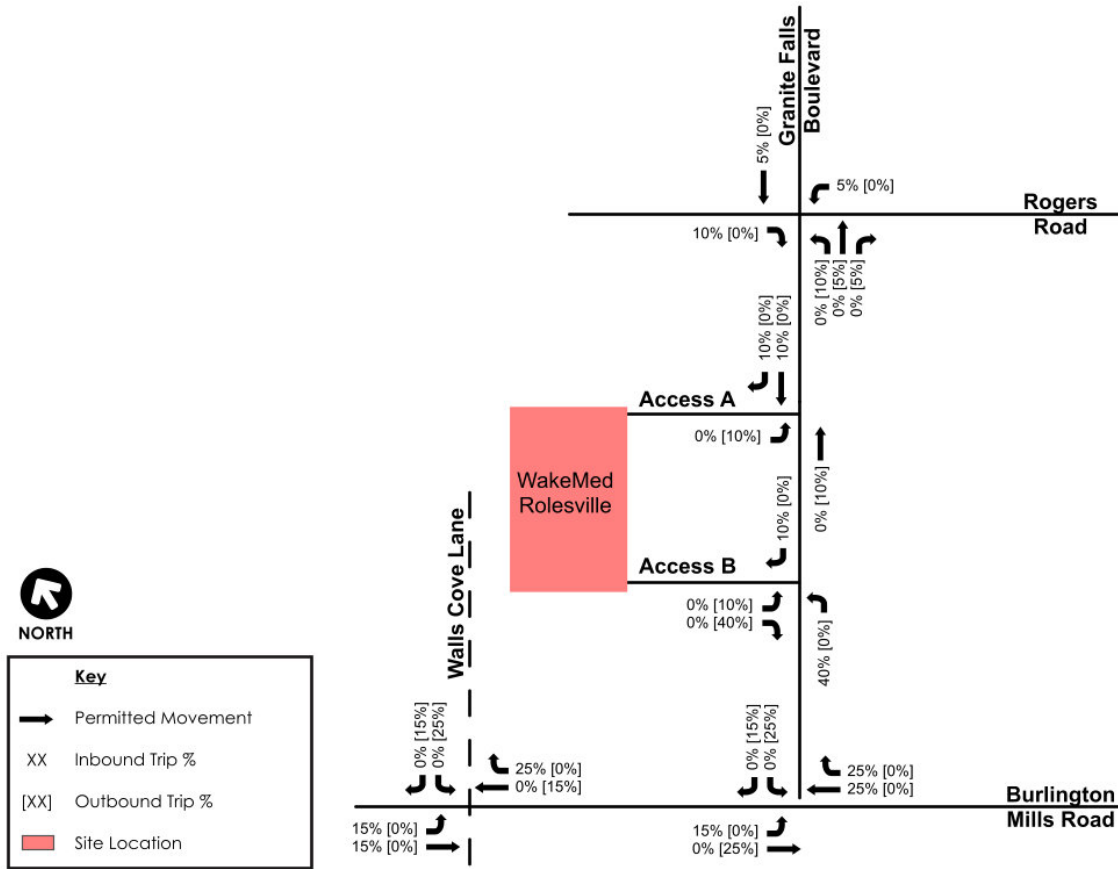 Granite Falls
Boulevard
5% [0%]
5% [0%]
Rogers
Road
10% [0%]
0% [10%]
0% [5%]
0% [5%]
10% [0%]
10% [0%]
Access A
0% [10%]
0% [10%]
WakeMed
Rolesville
10% [0%]
Access B
0% [10%]
0% [40%]
40% [0%]
Walls Cove Lane
NORTH
Key
Permitted Movement
XX Inbound Trip %
[XX] Outbound Trip %
Site Location
0% [15%]
0% [25%]
25% [0%]
0% [15%]
15% [0%]
15% [0%]
0% [15%]
0% [25%]
25% [0%]
25% [0%]
15% [0%]
0% [25%]
Burlington
Mills Road